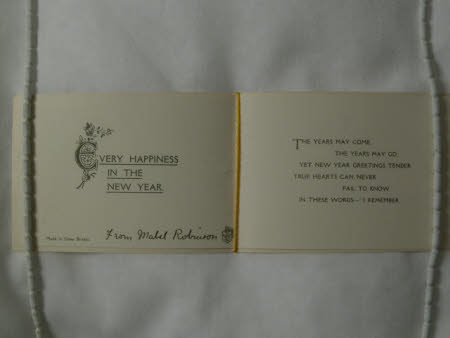 EVERY HAPPINESS
IN THE
NEW YEAR.
Made in Great Britain.
From Mabel Robinson
THE YEARS MAY COME,
THE YEARS MAY GO,
YET NEW YEAR GREETINGS TENDER
TRUE HEARTS CAN NEVER
FAIL TO KNOW
IN THESE WORDS—"I REMEMBER.